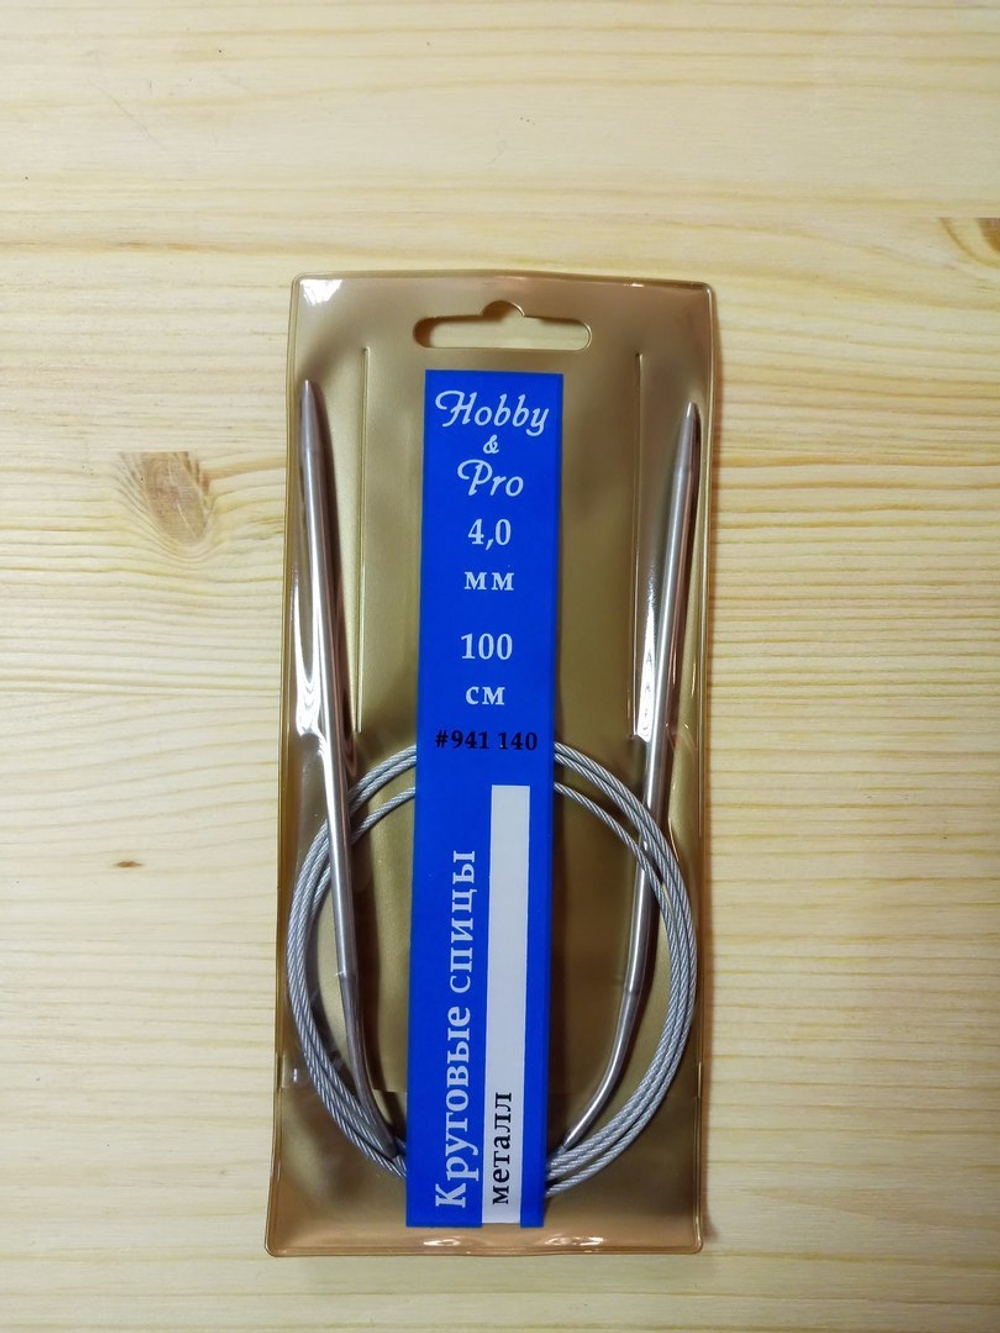 Hobby
&
Pro
4,0
мм
100
см
#941 140
Круговые спицы
металл